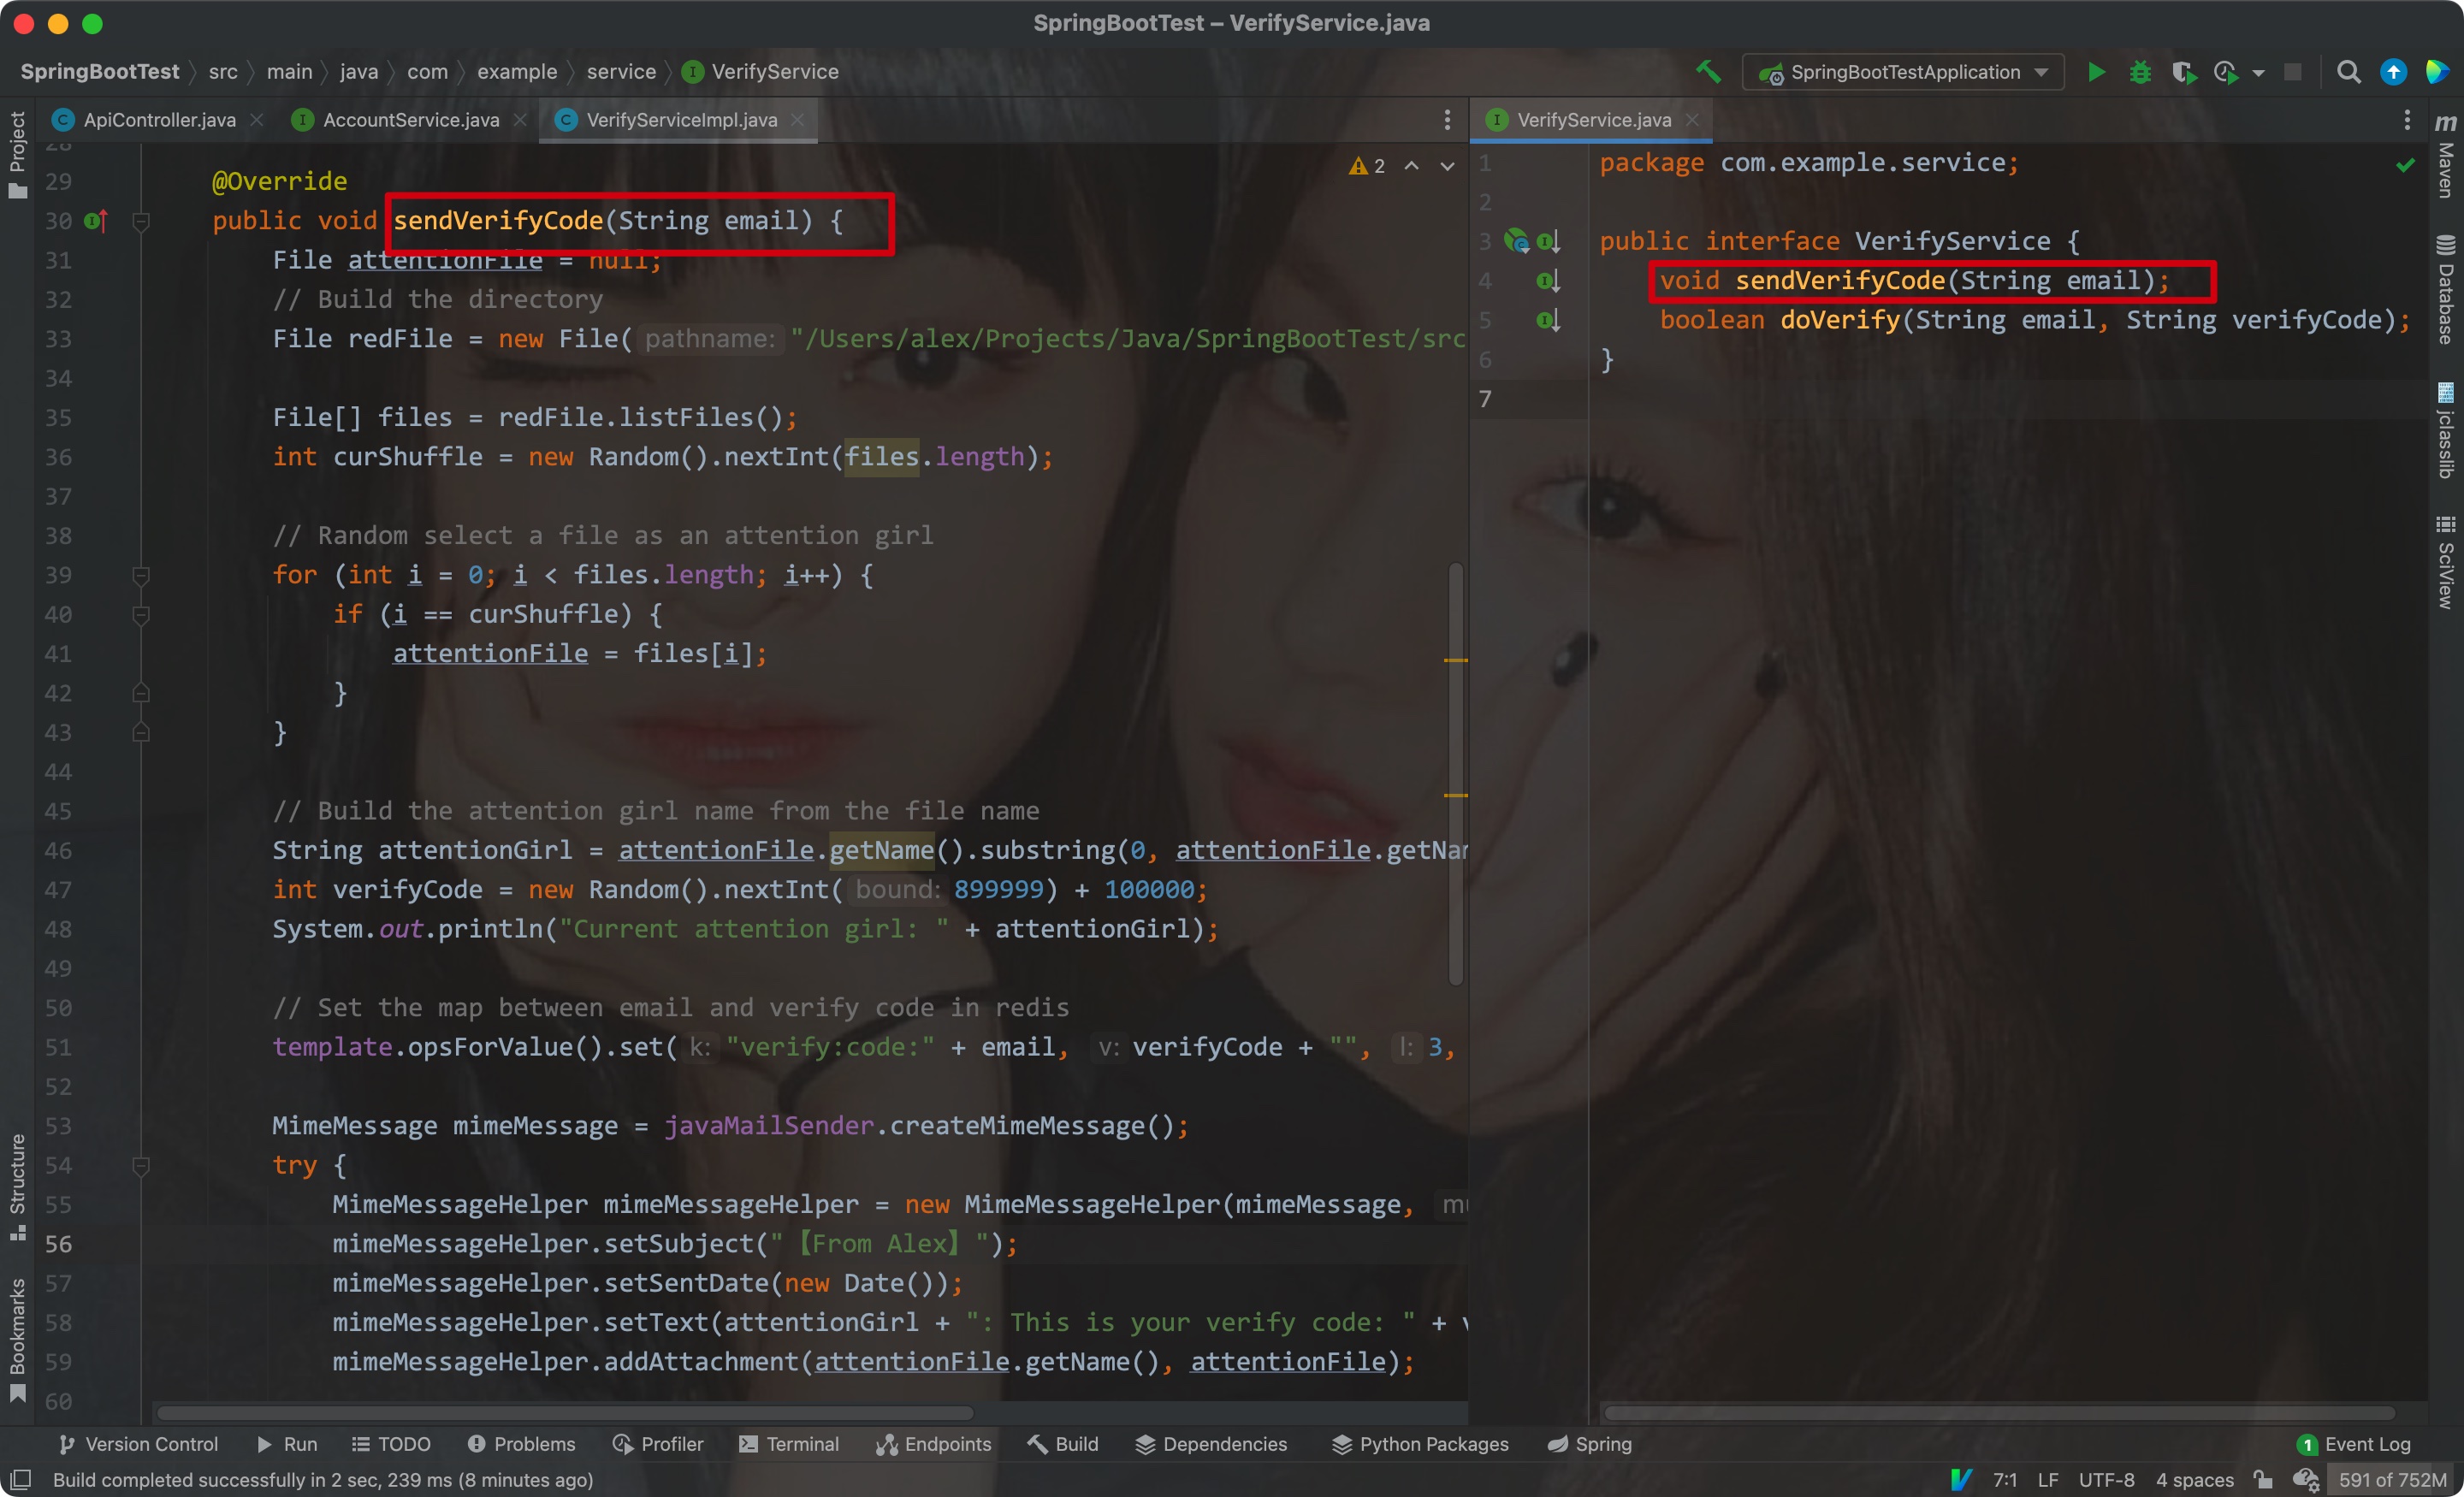 SpringBootTest – VerifyService.java
SpringBootTest src main java com example service VerifyService
SpringBootTestApplication
Project
ApiController.java
AccountService.java
VerifyServiceImpl.java
2
28
29 @Override
30 public void sendVerifyCode(String email) {
31 File attentionFile = null;
32 // Build the directory
33 File redFile = new File( pathname: "/Users/alex/Projects/Java/SpringBootTest/src
34
35 File[] files = redFile.listFiles();
36 int curShuffle = new Random().nextInt(files.length);
37
38 // Random select a file as an attention girl
39 for (int i = 0; i < files.length; i++) {
40 if (i == curShuffle) {
41 attentionFile = files[i];
42 }
43 }
44
45 // Build the attention girl name from the file name
46 String attentionGirl = attentionFile.getName().substring(0, attentionFile.getNam
47 int verifyCode = new Random().nextInt( bound: 899999) + 100000;
48 System.out.println("Current attention girl: " + attentionGirl);
49
50 // Set the map between email and verify code in redis
51 template.opsForValue().set( k: "verify:code:" + email, v: verifyCode + "", l: 3,
52
53 MimeMessage mimeMessage = javaMailSender.createMimeMessage();
54 try {
55 MimeMessageHelper mimeMessageHelper = new MimeMessageHelper(mimeMessage, mu
56 mimeMessageHelper.setSubject("【From Alex】");
57 mimeMessageHelper.setSentDate(new Date());
58 mimeMessageHelper.setText(attentionGirl + ": This is your verify code: " + v
59 mimeMessageHelper.addAttachment(attentionFile.getName(), attentionFile);
60
VerifyService.java
1 package com.example.service;
2
3 public interface VerifyService {
4 void sendVerifyCode(String email);
5 boolean doVerify(String email, String verifyCode);
6 }
7
m Maven
Database
jclasslib
SciView
Structure
Bookmarks
Version Control Run TODO Problems Profiler Terminal Endpoints Build Dependencies Python Packages Spring 1 Event Log
Build completed successfully in 2 sec, 239 ms (8 minutes ago) 7:1 LF UTF-8 4 spaces 591 of 752M